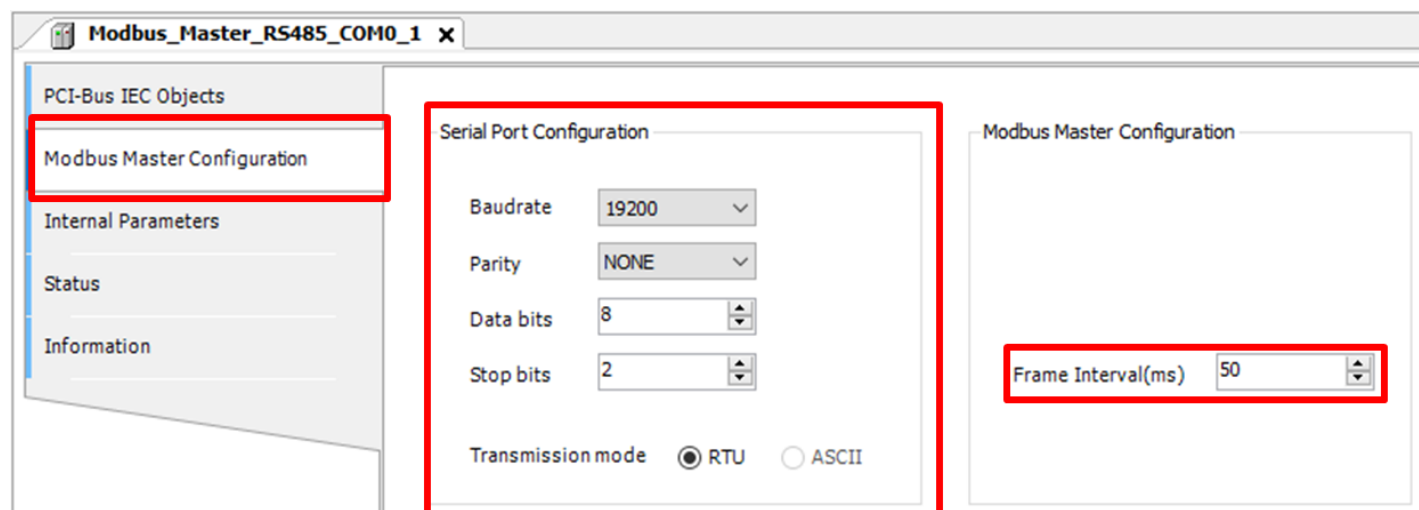 Modbus_Master_RS485_COM0_1 x
PCI-Bus IEC Objects
Modbus Master Configuration
Internal Parameters
Status
Information
Serial Port Configuration
Baudrate 19200
Parity NONE
Data bits 8
Stop bits 2
Transmission mode RTU ASCII
Modbus Master Configuration
Frame Interval(ms) 50